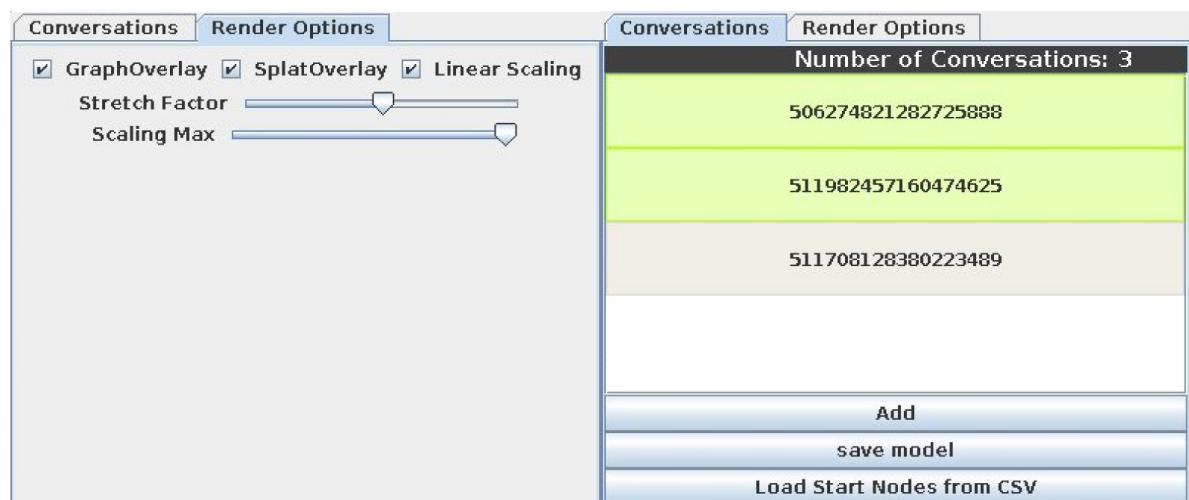 Conversations Render Options
GraphOverlay SplatOverlay Linear Scaling
Stretch Factor
Scaling Max
Conversations Render Options
Number of Conversations: 3
506274821282725888
511982457160474625
511708128380223489
Add
save model
Load Start Nodes from CSV